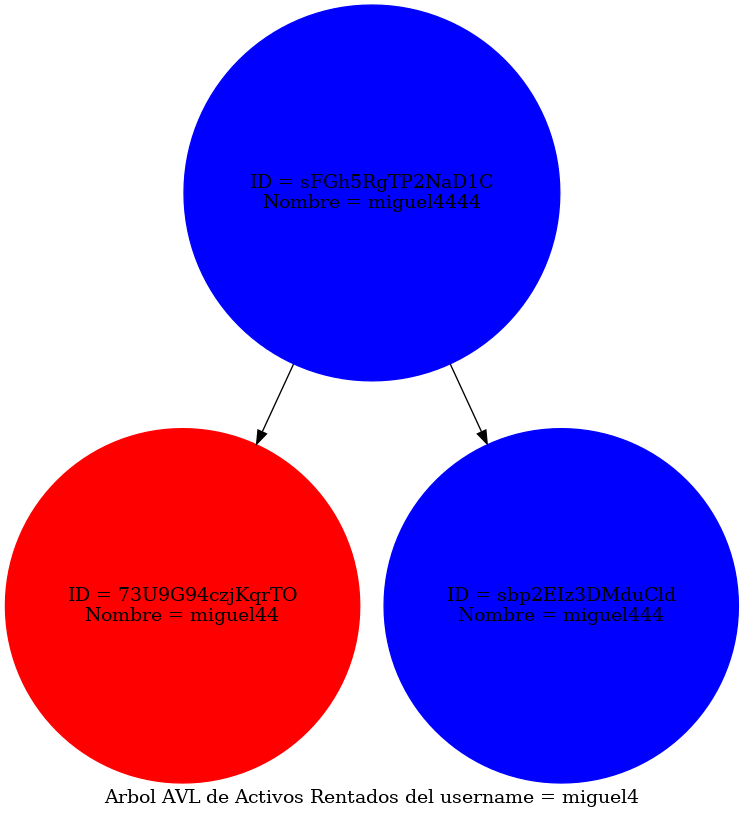 ID = sFGh5RgTP2NaD1C
Nombre = miguel4444
ID = 73U9G94czjKqrTO
Nombre = miguel44
ID = sbp2EIz3DMduCld
Nombre = miguel444
Arbol AVL de Activos Rentados del username = miguel4